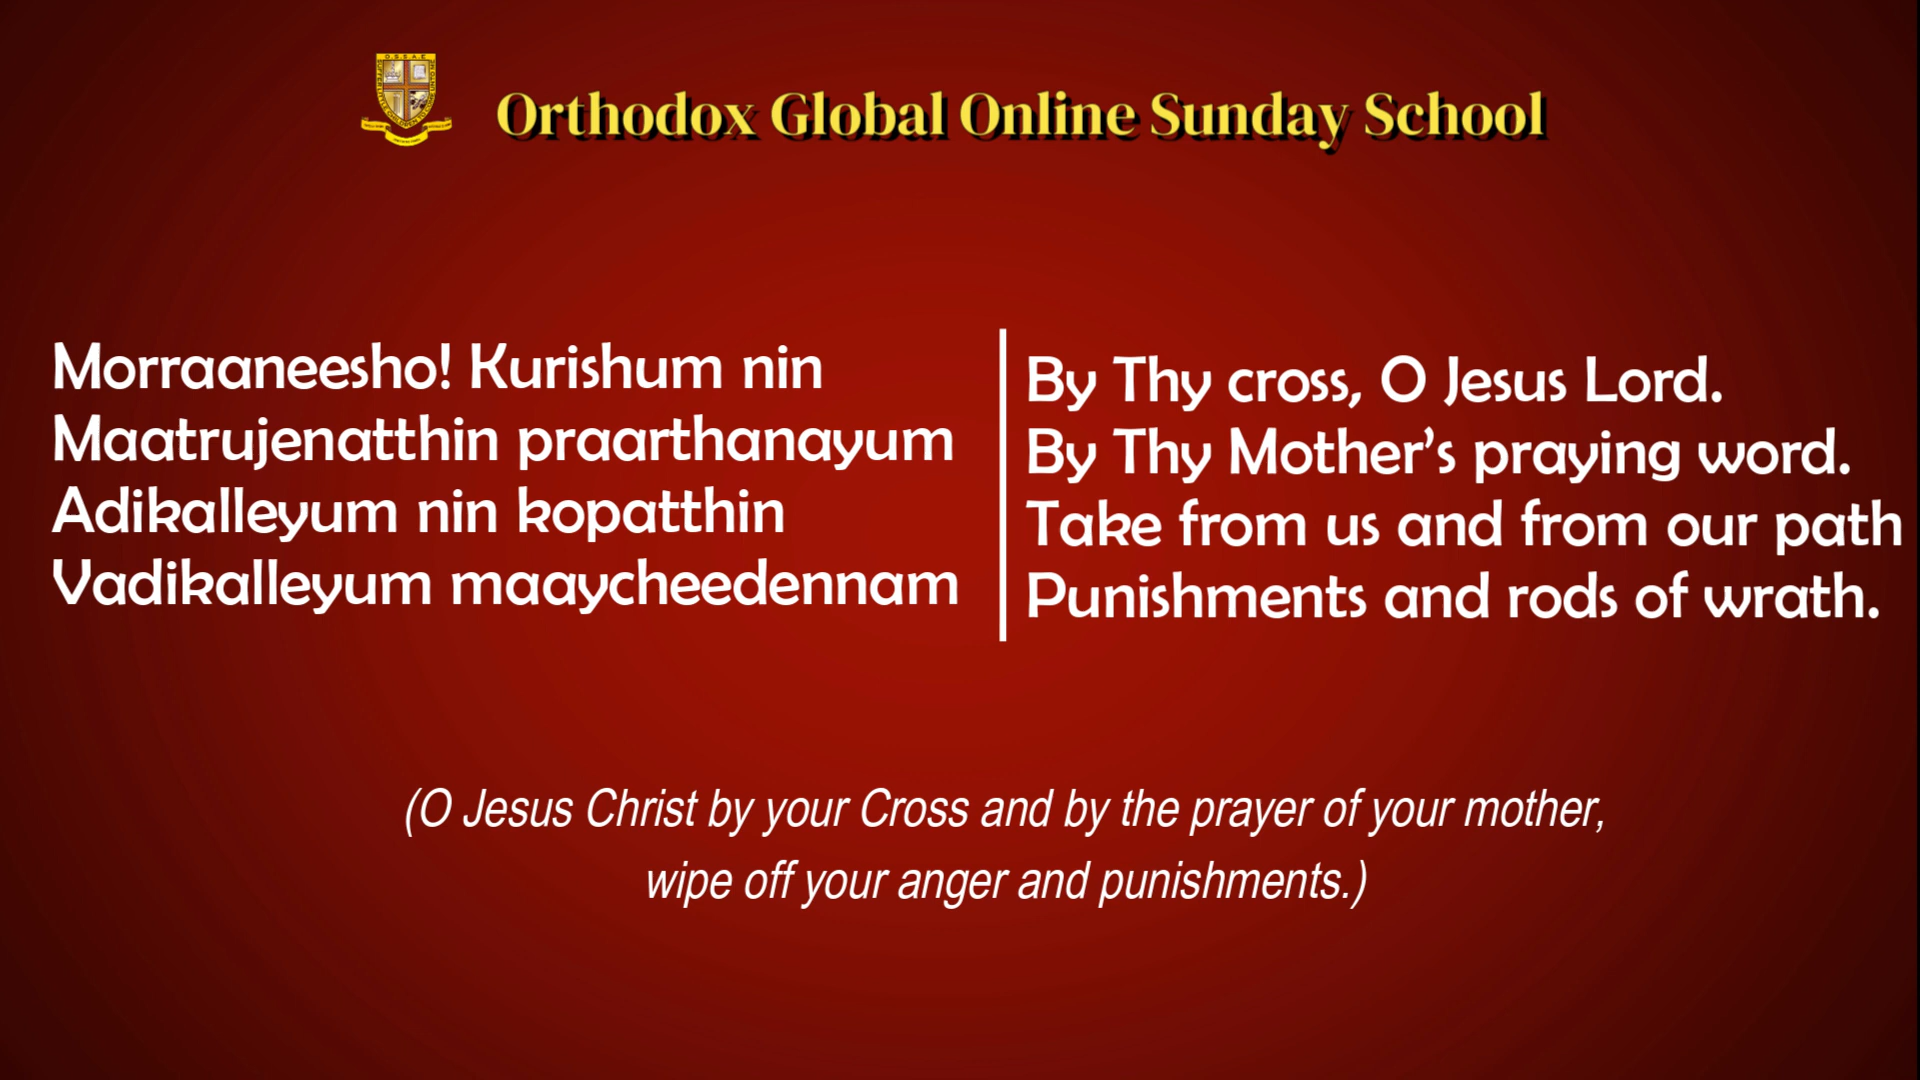 Orthodox Global Online Sunday School
Morraaneesho! Kurishum nin
Maatrujenatthin praarthanayum
Adikalleyum nin kopatthin
Vadikalleyum maaycheedennam
By Thy cross, O Jesus Lord.
By Thy Mother's praying word.
Take from us and from our path
Punishments and rods of wrath.
(O Jesus Christ by your Cross and by the prayer of your mother,
wipe off your anger and punishments.)